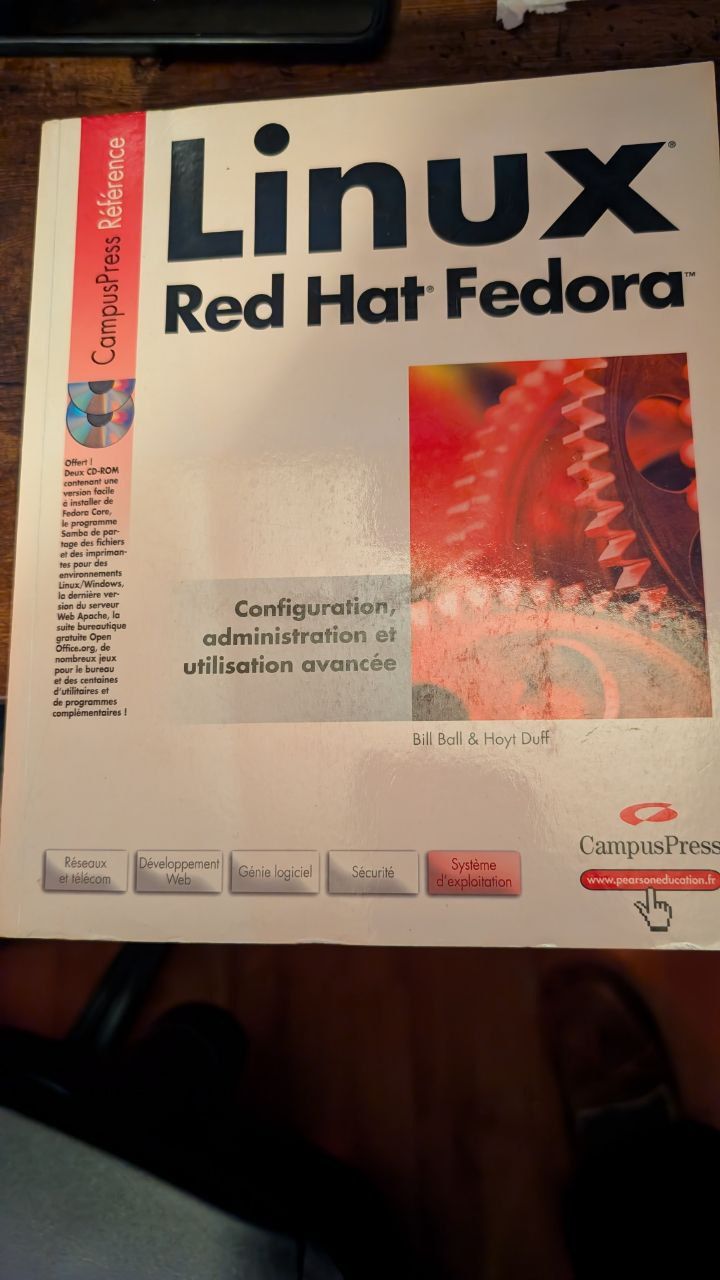 CampusPress Référence
Linux®
Red Hat® Fedora™
Offert !
Deux CD-ROM
contenant une
version facile
à installer de
Fedora Core,
le programme
Samba de par-
tage des fichiers
et des impriman-
tes pour des
environnements
Linux/Windows,
la dernière ver-
sion du serveur
Web Apache, la
suite bureautique
gratuite Open
Office.org, de
nombreux jeux
pour le bureau
et des centaines
d'utilitaires et
de programmes
complémentaires !
Configuration,
administration et
utilisation avancée
Bill Ball & Hoyt Duff
Réseaux
et télécom
Développement
Web
Génie logiciel
Sécurité
Système
d'exploitation
CampusPress
www.pearsoneducation.fr